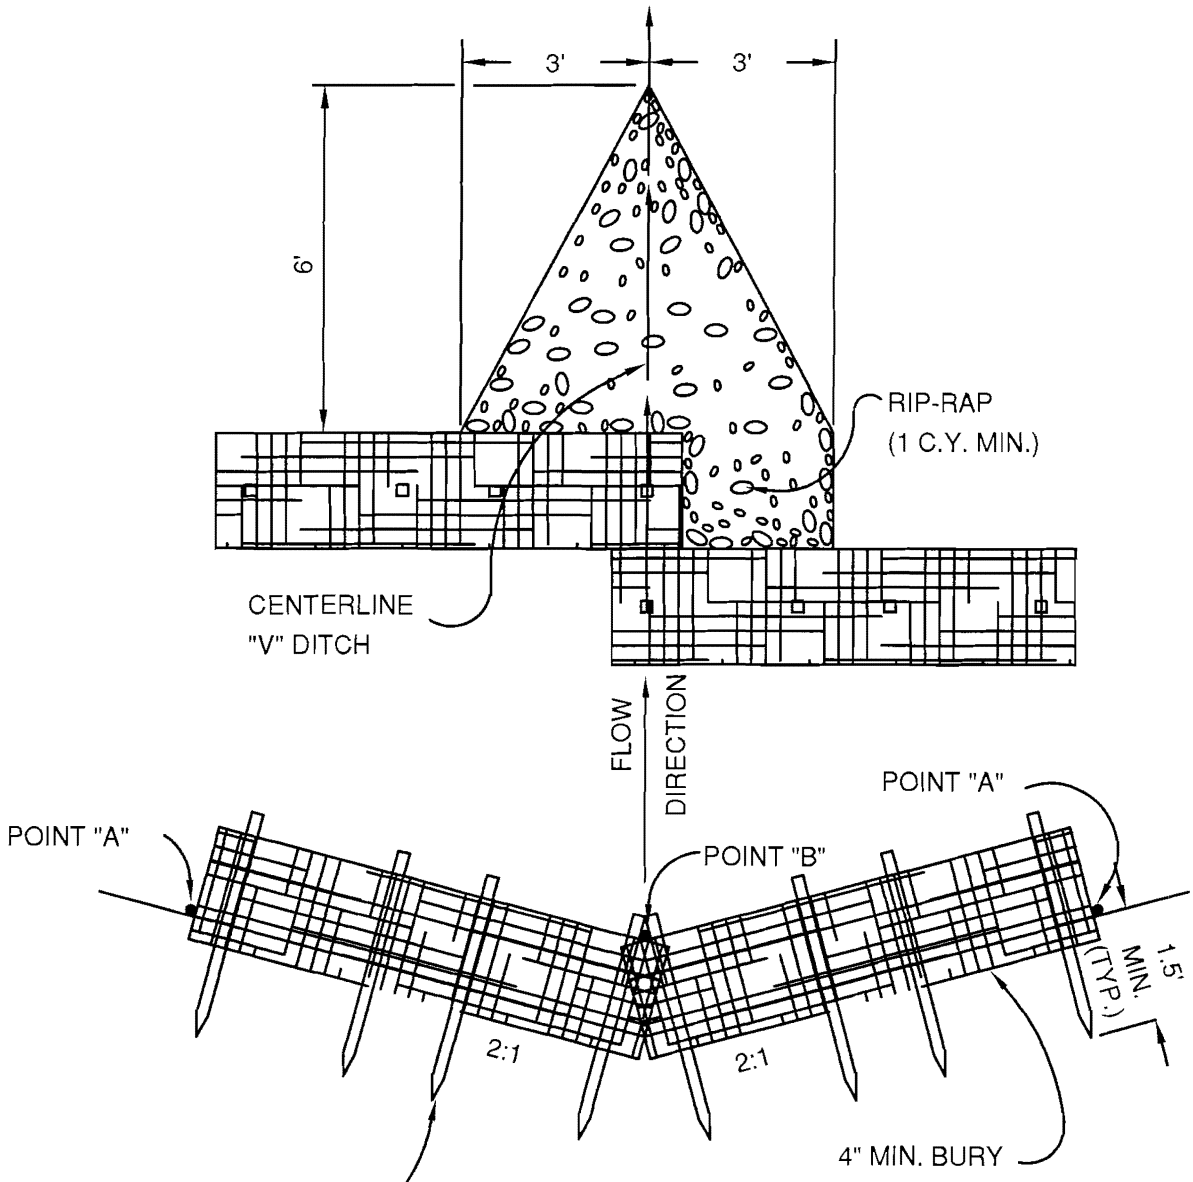 3' 3'
6'
RIP-RAP
(1 C.Y. MIN.)
CENTERLINE
"V" DITCH
FLOW
DIRECTION
POINT "A"
POINT "A"
POINT "B"
1.5'
MIN.
(TYP.)
2:1 2:1
4" MIN. BURY